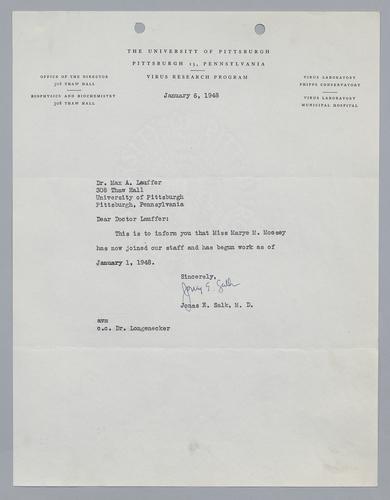 THE UNIVERSITY OF PITTSBURGH
PITTSBURGH 13, PENNSYLVANIA
VIRUS RESEARCH PROGRAM
OFFICE OF THE DIRECTOR
308 THAW HALL
BIOPHYSICS AND BIOCHEMISTRY
308 THAW HALL
VIRUS LABORATORY
PHIPPS CONSERVATORY
VIRUS LABORATORY
MUNICIPAL HOSPITAL
January 6, 1948
Dr. Max A. Lauffer
308 Thaw Hall
University of Pittsburgh
Pittsburgh, Pennsylvania
Dear Doctor Lauffer:
This is to inform you that Miss Marye M. Moosey
has now joined our staff and has begun work as of
January 1, 1948.
Sincerely,
Jonas E. Salk
Jonas E. Salk, M. D.
avm
c.c. Dr. Longenecker